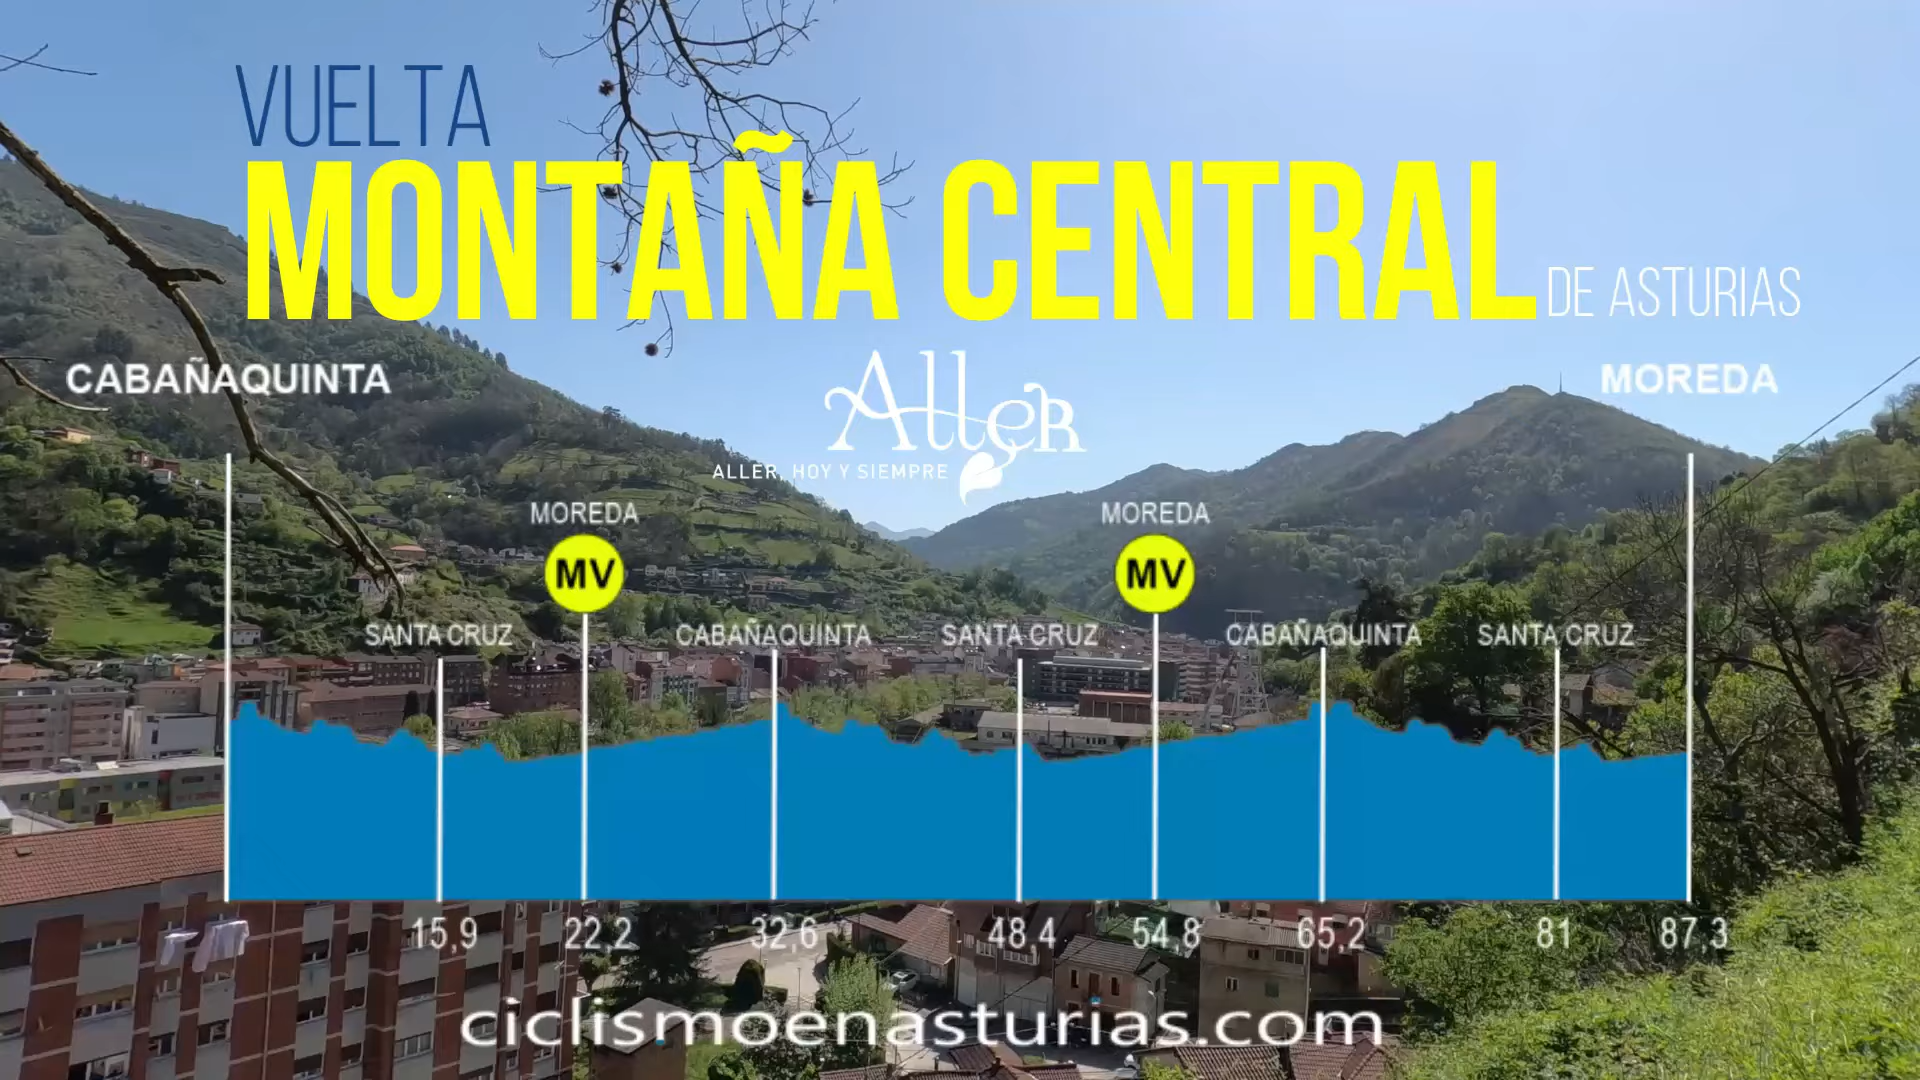 VUELTA
MONTAÑA CENTRAL DE ASTURIAS
CABAÑAQUINTA
AlleR
MOREDA
ALLER, HOY Y SIEMPRE
MOREDA
MOREDA
MV
MV
SANTA CRUZ
CABAÑAQUINTA
SANTA CRUZ
CABAÑAQUINTA
SANTA CRUZ
15,9
22,2
32,6
48,4
54,8
65,2
81
87,3
ciclismoenasturias.com